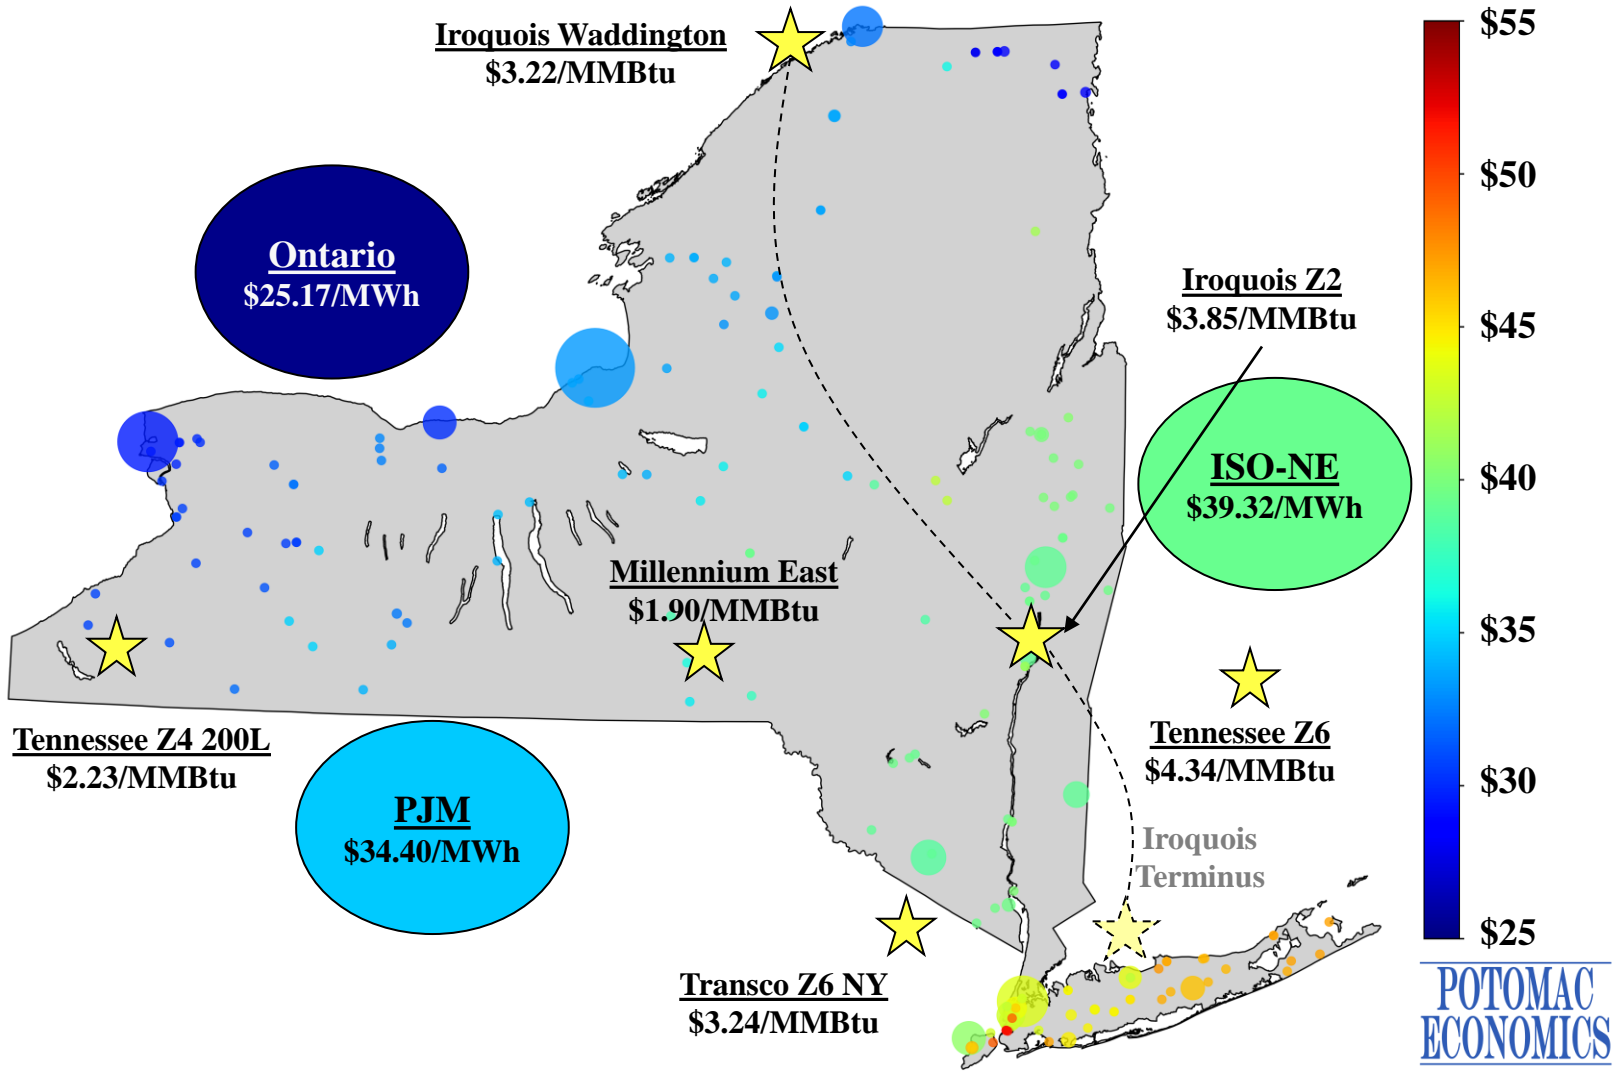 Iroquois Waddington
$3.22/MMBtu
Ontario
$25.17/MWh
Iroquois Z2
$3.85/MMBtu
ISO-NE
$39.32/MWh
Millennium East
$1.90/MMBtu
Tennessee Z4 200L
$2.23/MMBtu
PJM
$34.40/MWh
Tennessee Z6
$4.34/MMBtu
Iroquois
Terminus
Transco Z6 NY
$3.24/MMBtu
$55
$50
$45
$40
$35
$30
$25
POTOMAC
ECONOMICS